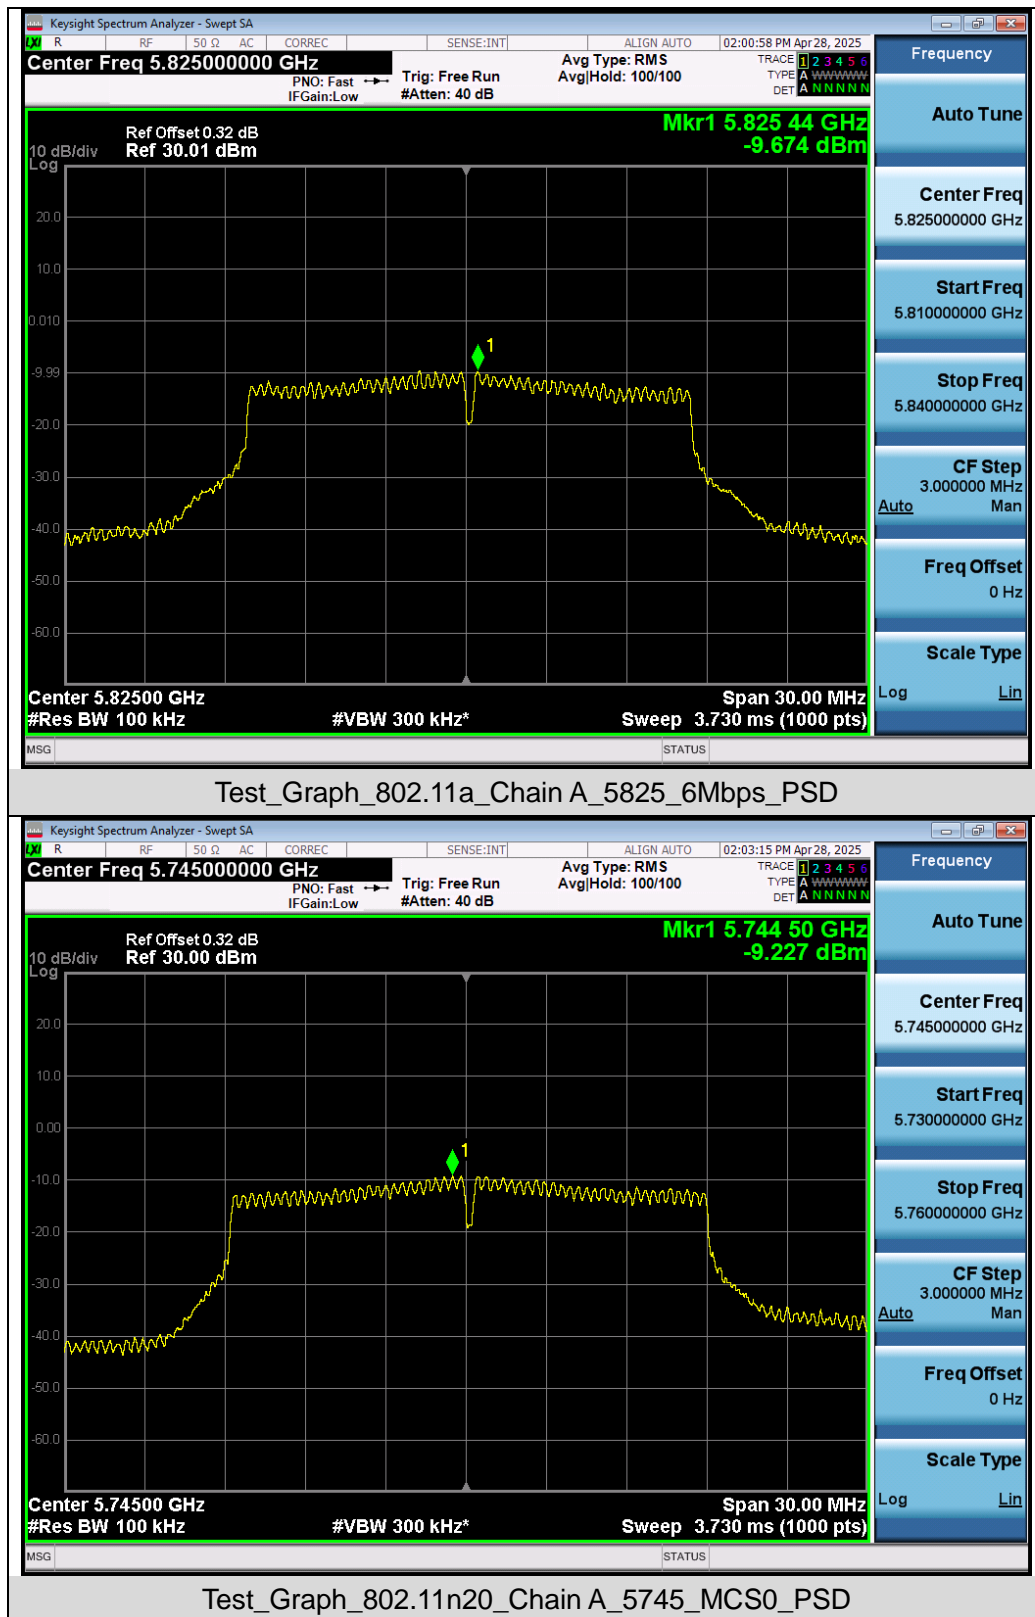 Keysight Spectrum Analyzer - Swept SA
LXI R RF 50 Ω AC CORREC SENSE:INT ALIGN AUTO 02:00:58 PM Apr 28, 2025
Center Freq 5.825000000 GHz
PNO: Fast
IFGain:Low
Trig: Free Run
#Atten: 40 dB
Avg Type: RMS
Avg|Hold: 100/100
TRACE 1 2 3 4 5 6
TYPE A WWWWW
DET A N N N N N
Frequency
Mkr1 5.825 44 GHz
-9.674 dBm
Ref Offset 0.32 dB
10 dB/div Ref 30.01 dBm
Log
20.0
10.0
0.010
-9.99
-20.0
-30.0
-40.0
-50.0
-60.0
1
Center 5.82500 GHz Span 30.00 MHz
#Res BW 100 kHz #VBW 300 kHz* Sweep 3.730 ms (1000 pts)
Auto Tune
Center Freq
5.825000000 GHz
Start Freq
5.810000000 GHz
Stop Freq
5.840000000 GHz
CF Step
3.000000 MHz
Auto Man
Freq Offset
0 Hz
Scale Type
Log Lin
MSG STATUS
Test_Graph_802.11a_Chain A_5825_6Mbps_PSD
Keysight Spectrum Analyzer - Swept SA
LXI R RF 50 Ω AC CORREC SENSE:INT ALIGN AUTO 02:03:15 PM Apr 28, 2025
Center Freq 5.745000000 GHz
PNO: Fast
IFGain:Low
Trig: Free Run
#Atten: 40 dB
Avg Type: RMS
Avg|Hold: 100/100
TRACE 1 2 3 4 5 6
TYPE A WWWWW
DET A N N N N N
Frequency
Mkr1 5.744 50 GHz
-9.227 dBm
Ref Offset 0.32 dB
10 dB/div Ref 30.00 dBm
Log
20.0
10.0
0.00
-10.0
-20.0
-30.0
-40.0
-50.0
-60.0
1
Center 5.74500 GHz Span 30.00 MHz
#Res BW 100 kHz #VBW 300 kHz* Sweep 3.730 ms (1000 pts)
Auto Tune
Center Freq
5.745000000 GHz
Start Freq
5.730000000 GHz
Stop Freq
5.760000000 GHz
CF Step
3.000000 MHz
Auto Man
Freq Offset
0 Hz
Scale Type
Log Lin
MSG STATUS
Test_Graph_802.11n20_Chain A_5745_MCS0_PSD